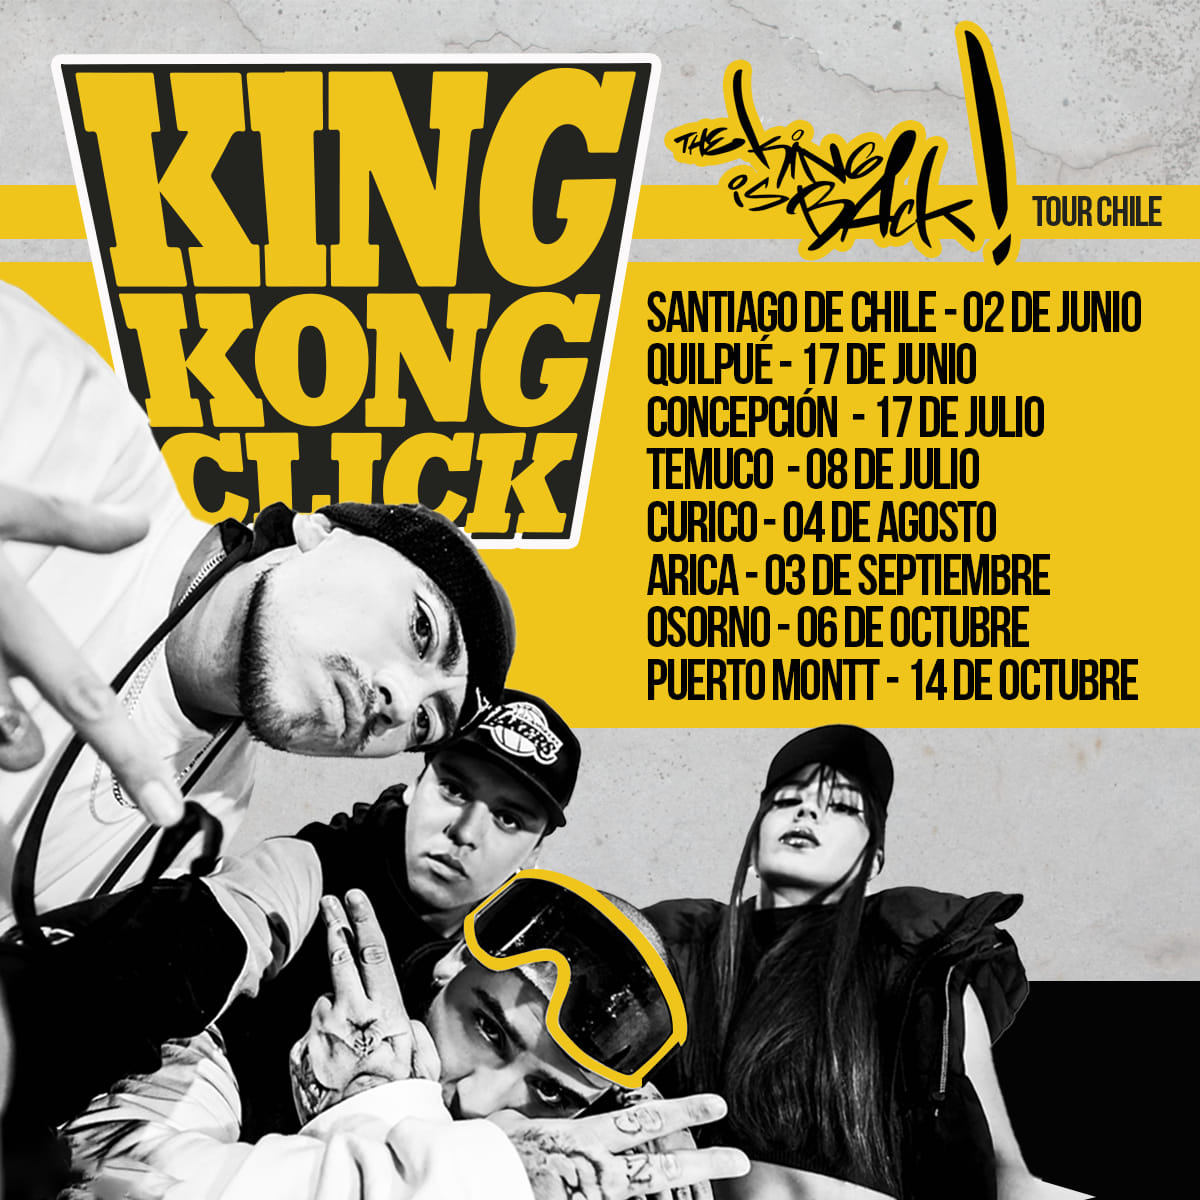 KING
KONG
CLICK
THE KING
IS BACK!
TOUR CHILE
SANTIAGO DE CHILE - 02 DE JUNIO
QUILPUÉ - 17 DE JUNIO
CONCEPCIÓN - 17 DE JULIO
TEMUCO - 08 DE JULIO
CURICO - 04 DE AGOSTO
ARICA - 03 DE SEPTIEMBRE
OSORNO - 06 DE OCTUBRE
PUERTO MONTT - 14 DE OCTUBRE
LAKERS